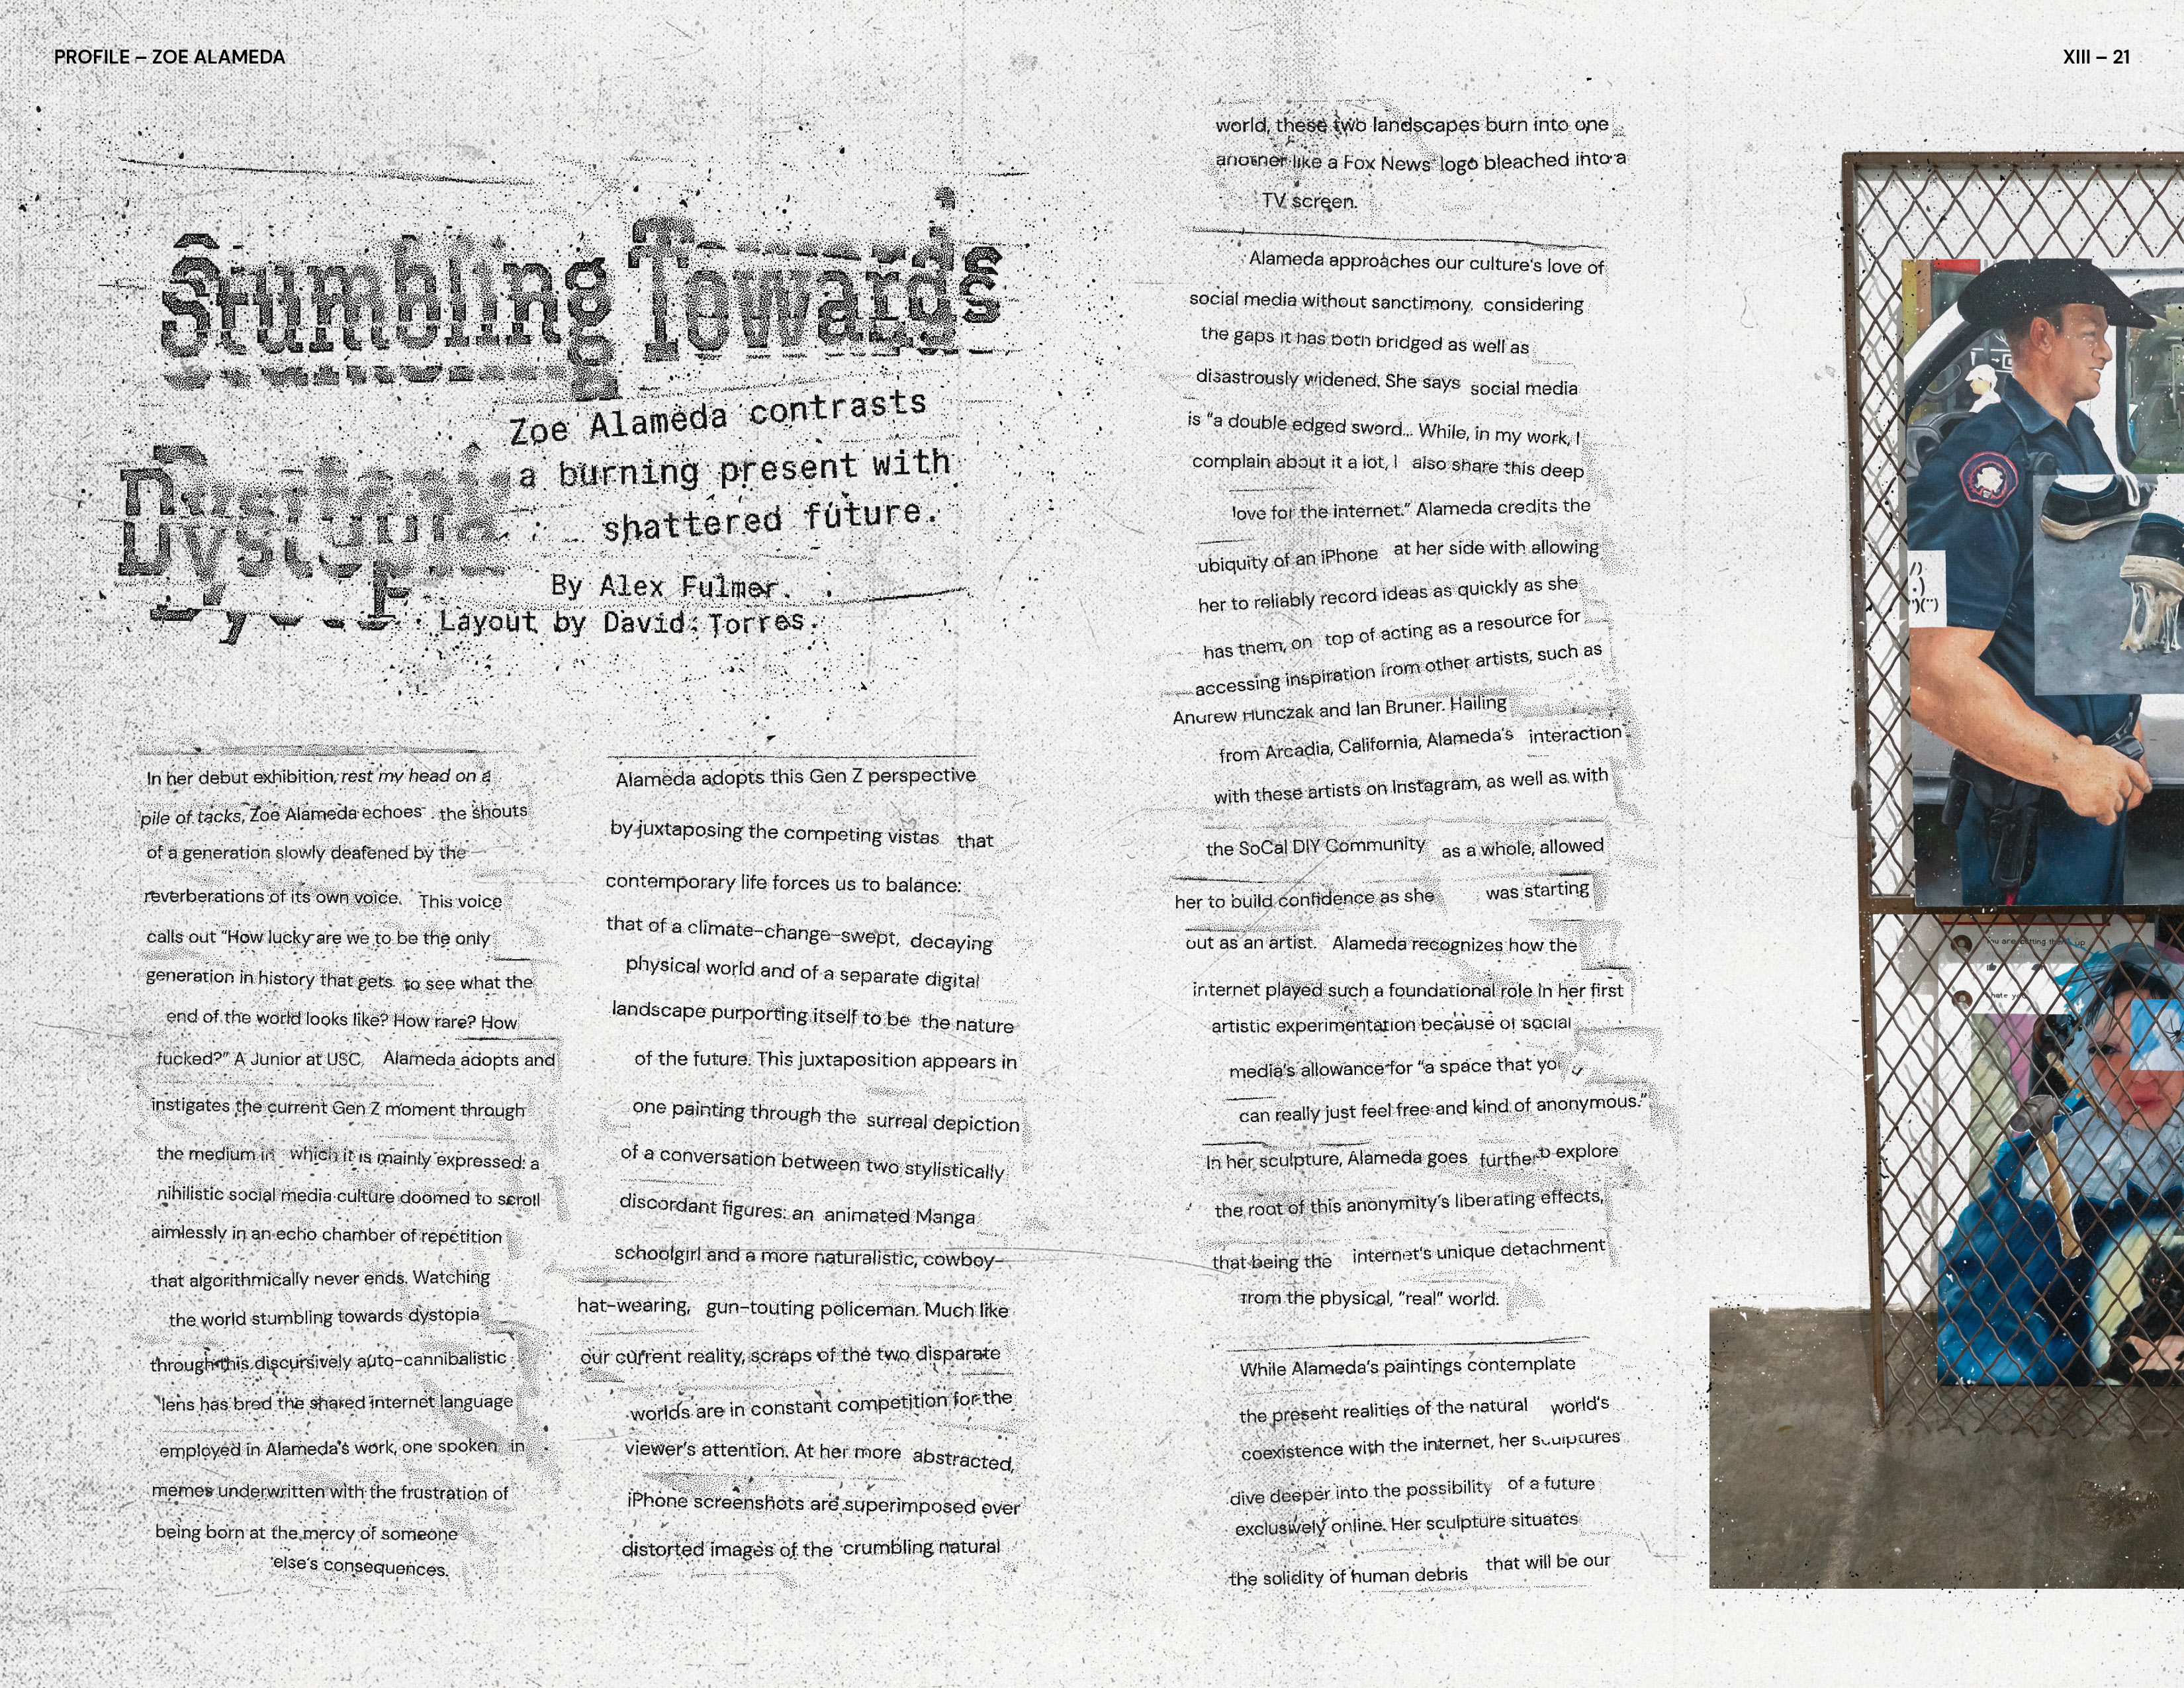 PROFILE – ZOE ALAMEDA
XIII – 21
Stumbling Towards
Dystopia
Zoe Alameda contrasts
a burning present with
shattered future.
By Alex Fulmer.
Layout by David Torres.
In her debut exhibition, rest my head on a
pile of tacks, Zoe Alameda echoes the shouts
of a generation slowly deafened by the
reverberations of its own voice. This voice
calls out “How lucky are we to be the only
generation in history that gets to see what the
end of the world looks like? How rare? How
fucked?” A Junior at USC, Alameda adopts and
instigates the current Gen Z moment through
the medium in which it is mainly expressed: a
nihilistic social media culture doomed to scroll
aimlessly in an echo chamber of repetition
that algorithmically never ends. Watching
the world stumbling towards dystopia
through this discursively auto-cannibalistic
lens has bred the shared internet language
employed in Alameda’s work, one spoken in
memes underwritten with the frustration of
being born at the mercy of someone
else’s consequences.
Alameda adopts this Gen Z perspective
by juxtaposing the competing vistas that
contemporary life forces us to balance:
that of a climate-change-swept, decaying
physical world and of a separate digital
landscape purporting itself to be the nature
of the future. This juxtaposition appears in
one painting through the surreal depiction
of a conversation between two stylistically
discordant figures: an animated Manga
schoolgirl and a more naturalistic, cowboy-
hat-wearing, gun-touting policeman. Much like
our current reality, scraps of the two disparate
worlds are in constant competition for the
viewer’s attention. At her more abstracted,
iPhone screenshots are superimposed over
distorted images of the crumbling natural
world, these two landscapes burn into one
another like a Fox News logo bleached into a
TV screen.
Alameda approaches our culture’s love of
social media without sanctimony, considering
the gaps it has both bridged as well as
disastrously widened. She says social media
is “a double edged sword... While, in my work, I
complain about it a lot, I also share this deep
love for the internet.” Alameda credits the
ubiquity of an iPhone at her side with allowing
her to reliably record ideas as quickly as she
has them, on top of acting as a resource for
accessing inspiration from other artists, such as
Andrew Hunczak and Ian Bruner. Hailing
from Arcadia, California, Alameda’s interaction
with these artists on Instagram, as well as with
the SoCal DIY Community as a whole, allowed
her to build confidence as she was starting
out as an artist. Alameda recognizes how the
internet played such a foundational role in her first
artistic experimentation because of social
media’s allowance for “a space that you
can really just feel free and kind of anonymous.”
In her sculpture, Alameda goes further to explore
the root of this anonymity’s liberating effects,
that being the internet’s unique detachment
from the physical, “real” world.
While Alameda’s paintings contemplate
the present realities of the natural world’s
coexistence with the internet, her sculptures
dive deeper into the possibility of a future
exclusively online. Her sculpture situates
the solidity of human debris that will be our